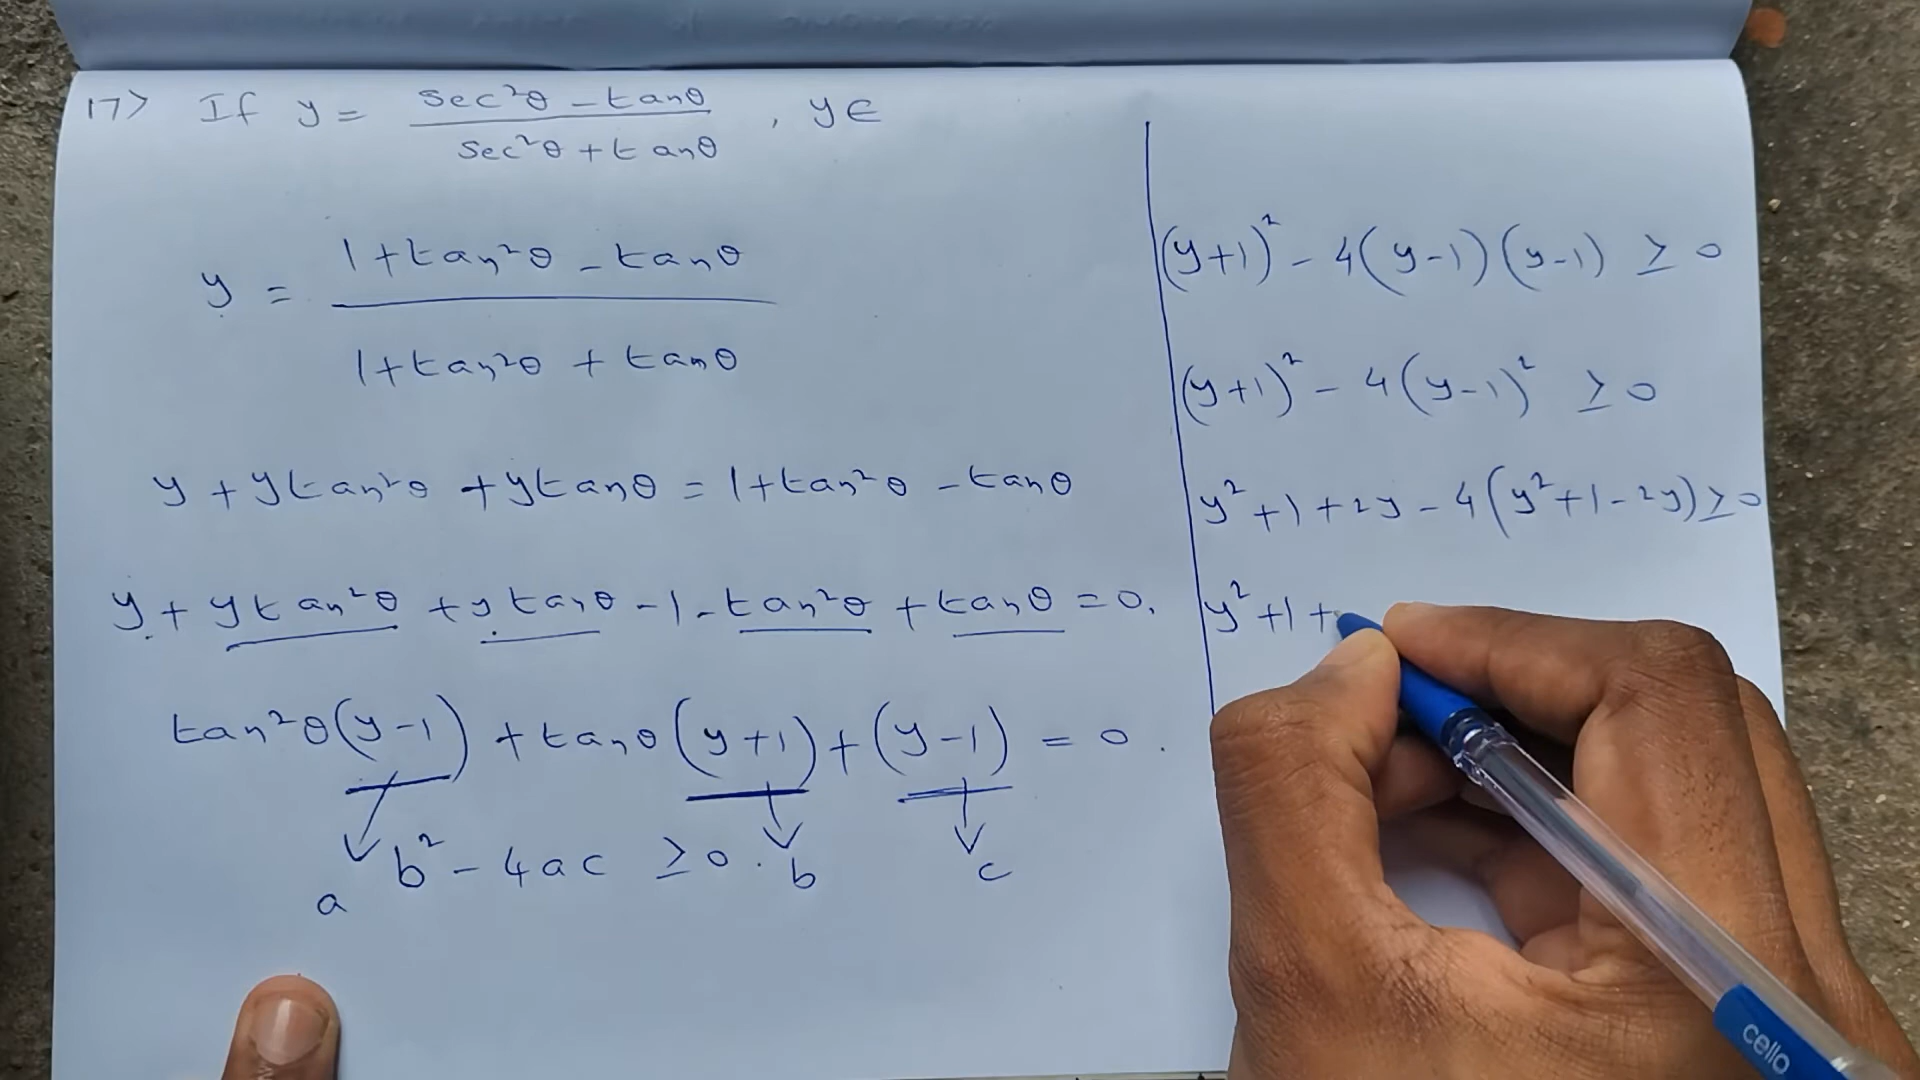 17> If y = sec²θ - tanθ / sec²θ + tanθ , y ∈
y = 1+tan²θ - tanθ / 1+tan²θ + tanθ
y + ytan²θ + ytanθ = 1+tan²θ - tanθ
y + ytan²θ + ytanθ - 1 - tan²θ + tanθ = 0.
tan²θ(y-1) + tanθ(y+1) + (y-1) = 0.
b² - 4ac ≥ 0.
a b c
(y+1)² - 4(y-1)(y-1) ≥ 0
(y+1)² - 4(y-1)² ≥ 0
y² + 1 + 2y - 4(y² + 1 - 2y) ≥ 0
y² + 1 +
cello